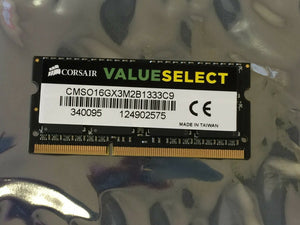 CORSAIR VALUESELECT
CMSO16GX3M2B1333C9
340095 124902575
CE
MADE IN TAIWAN